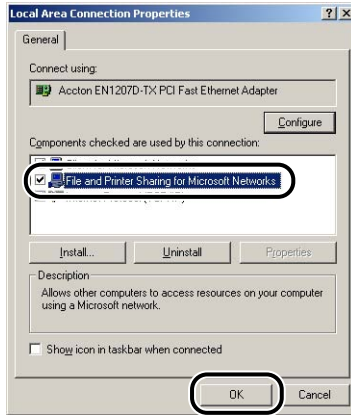 Local Area Connection Properties
General
Connect using:
Accton EN1207D-TX PCI Fast Ethernet Adapter
Configure
Components checked are used by this connection:
File and Printer Sharing for Microsoft Networks
Install...
Uninstall
Properties
Description
Allows other computers to access resources on your computer
using a Microsoft network.
Show icon in taskbar when connected
OK
Cancel